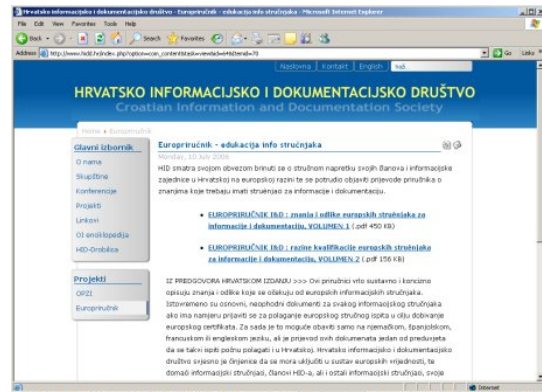 Hrvatsko informacijsko i dokumentacijsko društvo - Europriručnik - edukacija info stručnjaka - Microsoft Internet Explorer
File Edit View Favorites Tools Help
Back Search Favorites
Address Go Links
Naslovna Kontakt English traži...
HRVATSKO INFORMACIJSKO I DOKUMENTACIJSKO DRUŠTVO
Croatian Information and Documentation Society
Home Europriručnik
Glavni izbornik
O nama
Skupština
Konferencije
Projekti
Linkovi
OI enciklopedija
HID-Drobilica
Projekti
OPZI
Europriručnik
Europriručnik - edukacija info stručnjaka
Monday, 10 July 2006
HID smatra svojom obvezom brinuti se o stručnom napretku svojih članova i informacijske
zajednice u Hrvatskoj na europskoj razini te se potrudio objaviti prijevode priručnika o
znanjima koje trebaju imati stručnjaci za informacije i dokumentaciju.
• EUROPRIRUČNIK I&D : znanja i odlike europskih stručnjaka za
informacije i dokumentaciju, VOLUMEN 1 (.pdf 450 KB)
• EUROPRIRUČNIK I&D : razine kvalifikacije europskih stručnjaka
za informacije i dokumentaciju, VOLUMEN 2 (.pdf 156 KB)
IZ PREDGOVORA HRVATSKOM IZDANJU >>> Ovi priručnici vrlo sustavno i koncizno
opisuju znanja i odlike koje se očekuju od europskih informacijskih stručnjaka.
Istovremeno su osnovni, neophodni dokumenti za svakog informacijskog stručnjaka
ako ima namjeru prijaviti se za polaganje europskog stručnog ispita u cilju dobivanje
europskog certifikata. Za sada je to moguće obaviti samo na njemačkom, španjolskom,
francuskom ili engleskom jeziku, ak je prijevod ovih dokumenata jedan od preduvjeta
da se takvi ispiti počnu polagati i u Hrvatskoj. Hrvatsko informacijsko i dokumentacijsko
društvo svjesno je činjenice da se mora uključiti u sustav europskih vrijednosti, te
domaći informacijski stručnjaci, članovi HID-a, ali i ostali informacijski stručnjaci, svoje
Internet